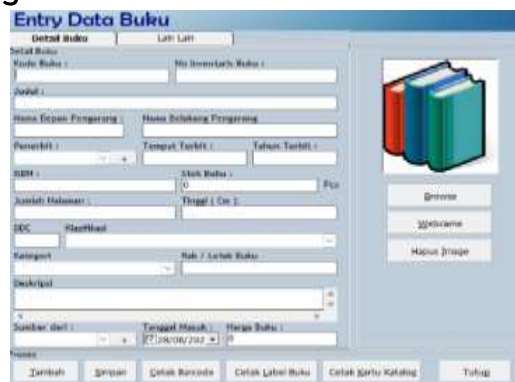 Entry Data Buku
Detail Buku Lain Lain
Detail Buku
Kode Buku : No Inventaris Buku :
Judul :
Nama Depan Pengarang : Nama Belakang Pengarang
Penerbit : Tempat Terbit : Tahun Terbit :
+
ISBN : Stok Buku :
0 Pcs
Jumlah Halaman : Tinggi ( Cm ):
DDC Klasifikasi
Kategori Rak / Letak Buku
Deskripsi
Sumber dari : Tanggal Masuk : Harga Buku :
+ 28/08/202 0
Browse
Webcame
Hapus Image
Proses
Tambah Simpan Cetak Barcode Cetak Label Buku Cetak Kartu Katalog Tutup